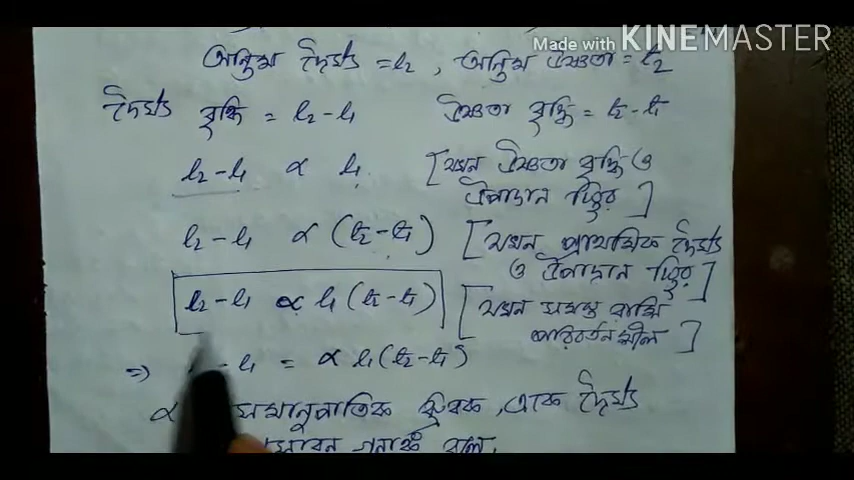 Made with KINEMASTER
অন্তিম দৈর্ঘ্য = l₂ , অন্তিম উষ্ণতা = t₂
দৈর্ঘ্য বৃদ্ধি = l₂ - l₁ উষ্ণতা বৃদ্ধি = t₂ - t₁
l₂ - l₁ ∝ l₁ [যখন উষ্ণতা বৃদ্ধি ও
উপাদান স্থির]
l₂ - l₁ ∝ (t₂ - t₁) [যখন প্রাথমিক দৈর্ঘ্য
ও উপাদান স্থির]
l₂ - l₁ ∝ l₁ (t₂ - t₁) [যখন সমস্ত রাশি
পরিবর্তনশীল]
⇒ - l₁ = α l₁ (t₂ - t₁)
α সমানুপাতিক ধ্রুবক, একে দৈর্ঘ্য
গুণাঙ্ক বলে,